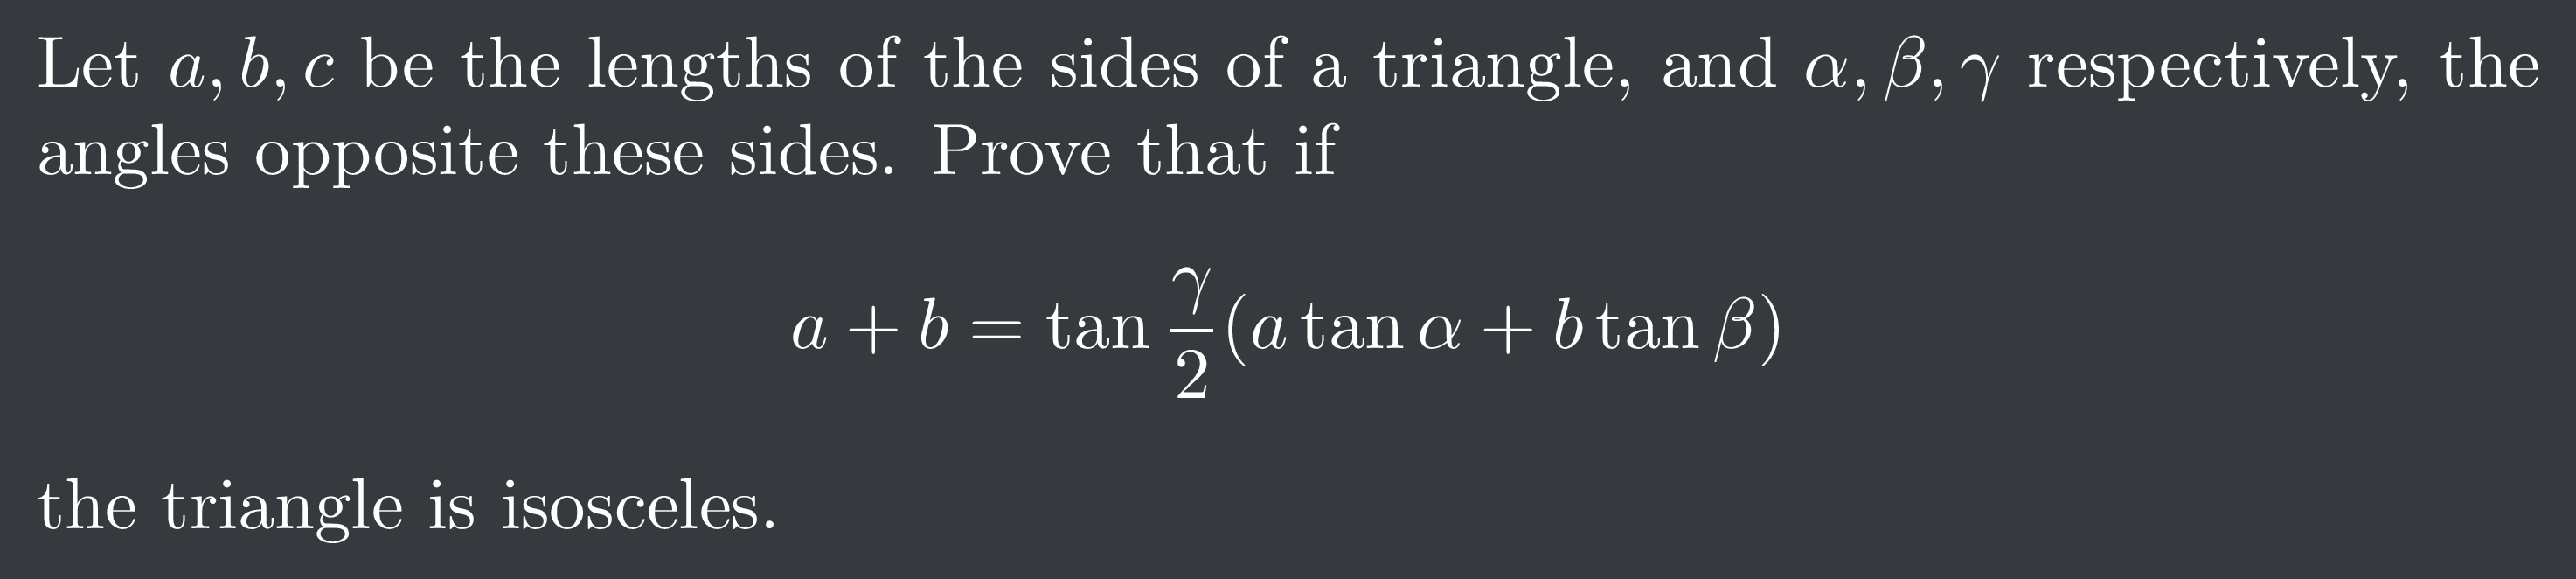 Let a, b, c be the lengths of the sides of a triangle, and α, β, γ respectively, the
angles opposite these sides. Prove that if
a + b = tan γ/2 (a tan α + b tan β)
the triangle is isosceles.